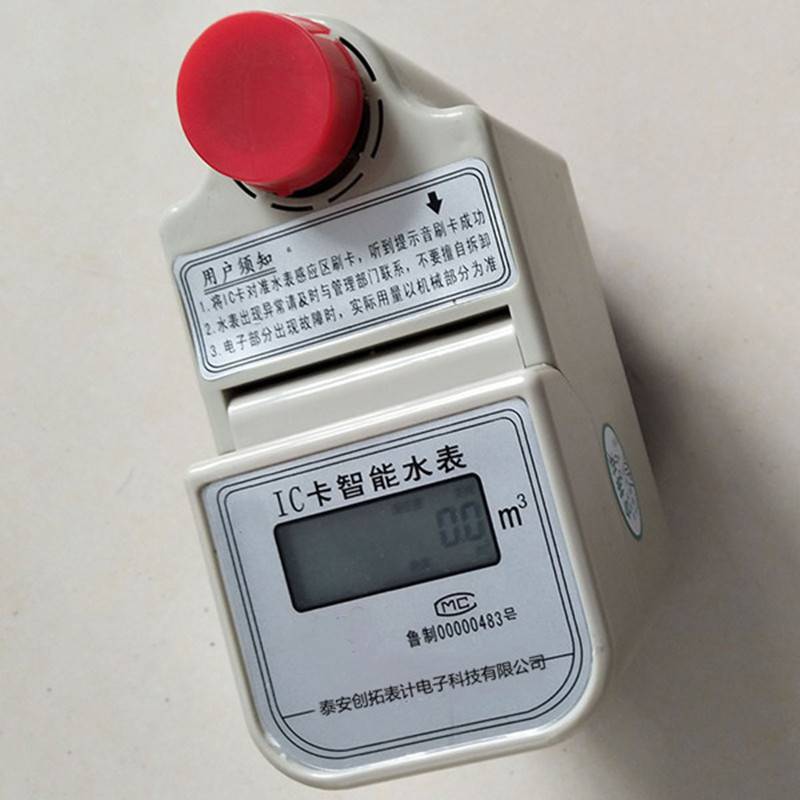 用户须知
1.将IC卡对准水表感应区刷卡，听到提示音刷卡成功
2.水表出现异常请及时与管理部门联系，不要擅自拆卸
3.电子部分出现故障时，实际用量以机械部分为准
IC卡智能水表
0.0 m³
MC
鲁制00000483号
泰安创拓表计电子科技有限公司